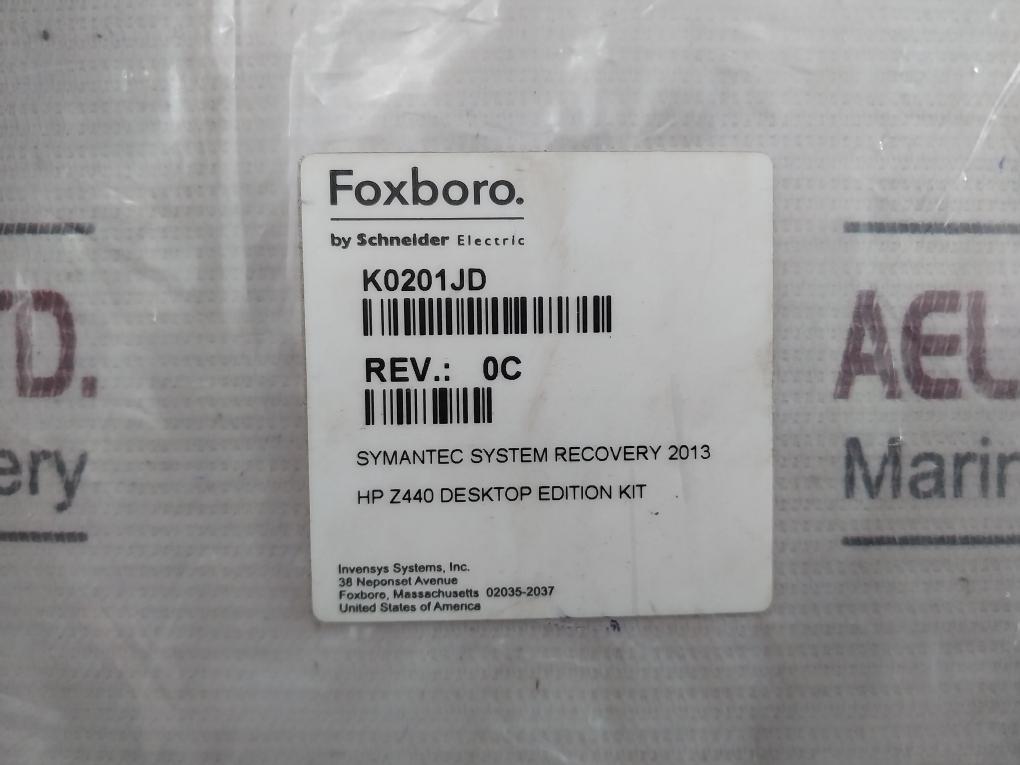 Foxboro.
by Schneider Electric
K0201JD
REV.: 0C
SYMANTEC SYSTEM RECOVERY 2013
HP Z440 DESKTOP EDITION KIT
Invensys Systems, Inc.
38 Neponset Avenue
Foxboro, Massachusetts 02035-2037
United States of America
TD.
ery
AEL
Marin